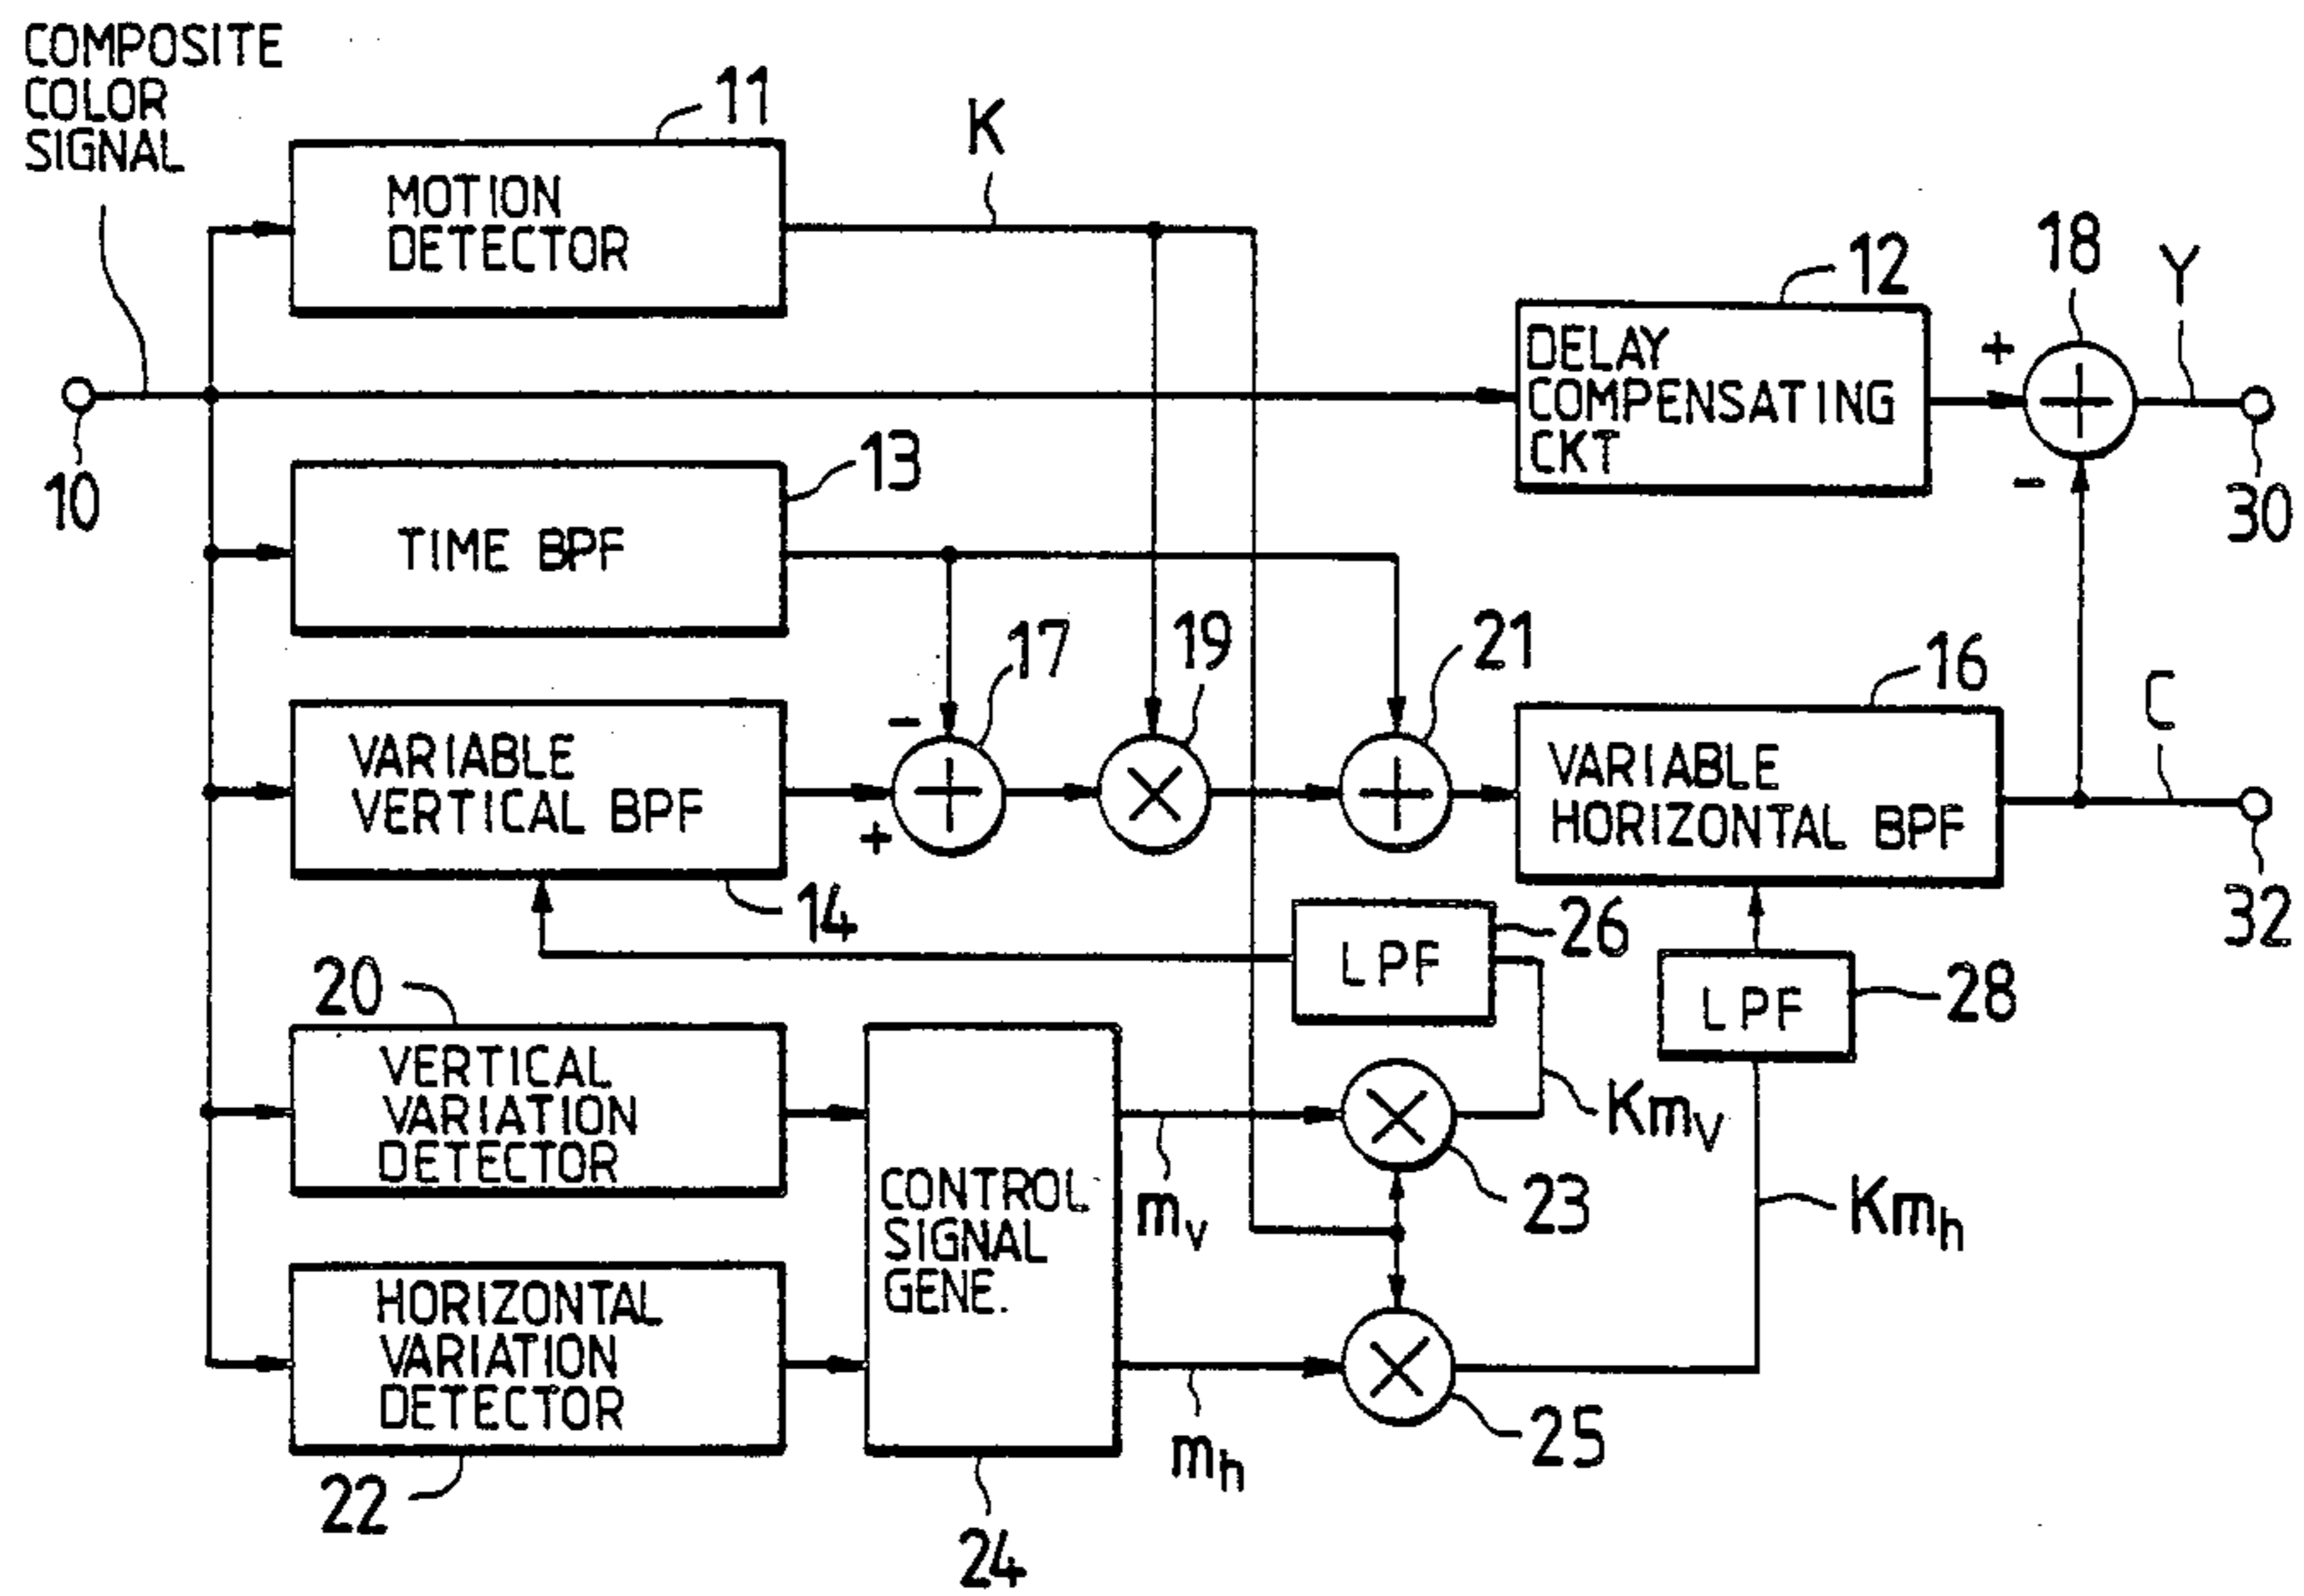 COMPOSITE
COLOR
SIGNAL
11
K
MOTION
DETECTOR
12
18
Y
DELAY
COMPENSATING
CKT
+
-
10
30
13
TIME BPF
17
19
21
16
C
-
+
VARIABLE
VERTICAL BPF
VARIABLE
HORIZONTAL BPF
14
26
LPF
32
20
LPF
28
VERTICAL
VARIATION
DETECTOR
Kmv
CONTROL
SIGNAL
GENE.
mv
23
Kmh
HORIZONTAL
VARIATION
DETECTOR
mh
25
22
24